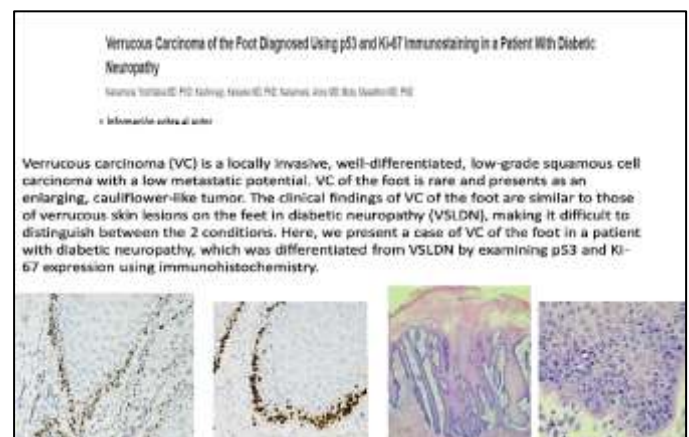 Verrucous Carcinoma of the Foot Diagnosed Using p53 and Ki-67 Immunostaining in a Patient With Diabetic
Neuropathy
Información sobre el autor
Verrucous carcinoma (VC) is a locally invasive, well-differentiated, low-grade squamous cell
carcinoma with a low metastatic potential. VC of the foot is rare and presents as an
enlarging, cauliflower-like tumor. The clinical findings of VC of the foot are similar to those
of verrucous skin lesions on the feet in diabetic neuropathy (VSLDN), making it difficult to
distinguish between the 2 conditions. Here, we present a case of VC of the foot in a patient
with diabetic neuropathy, which was differentiated from VSLDN by examining p53 and Ki-
67 expression using immunohistochemistry.